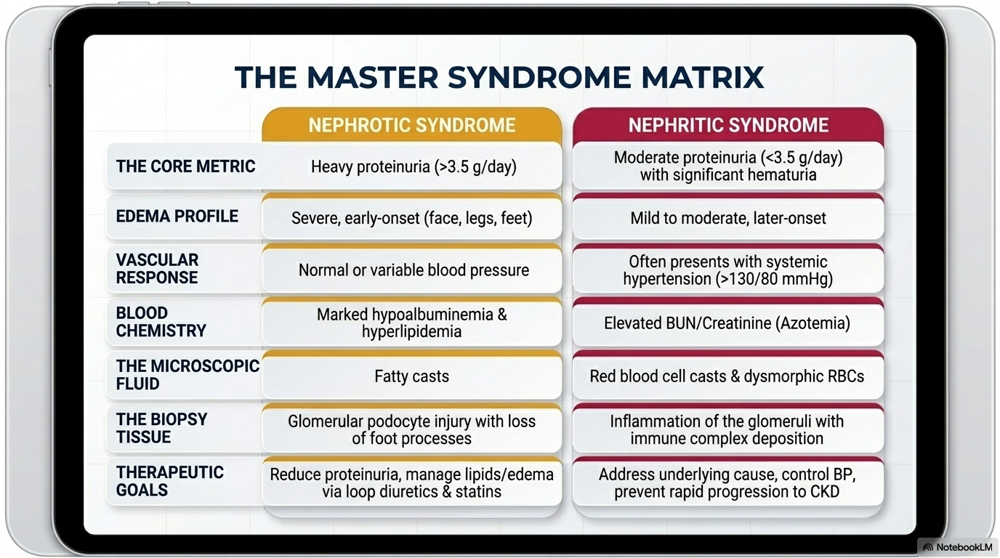 THE MASTER SYNDROME MATRIX
NEPHROTIC SYNDROME
NEPHRITIC SYNDROME
THE CORE METRIC
Heavy proteinuria (>3.5 g/day)
Moderate proteinuria (<3.5 g/day)
with significant hematuria
EDEMA PROFILE
Severe, early-onset (face, legs, feet)
Mild to moderate, later-onset
VASCULAR
RESPONSE
Normal or variable blood pressure
Often presents with systemic
hypertension (>130/80 mmHg)
BLOOD
CHEMISTRY
Marked hypoalbuminemia &
hyperlipidemia
Elevated BUN/Creatinine (Azotemia)
THE MICROSCOPIC
FLUID
Fatty casts
Red blood cell casts & dysmorphic RBCs
THE BIOPSY
TISSUE
Glomerular podocyte injury with loss
of foot processes
Inflammation of the glomeruli with
immune complex deposition
THERAPEUTIC
GOALS
Reduce proteinuria, manage lipids/edema
via loop diuretics & statins
Address underlying cause, control BP,
prevent rapid progression to CKD
NotebookLM